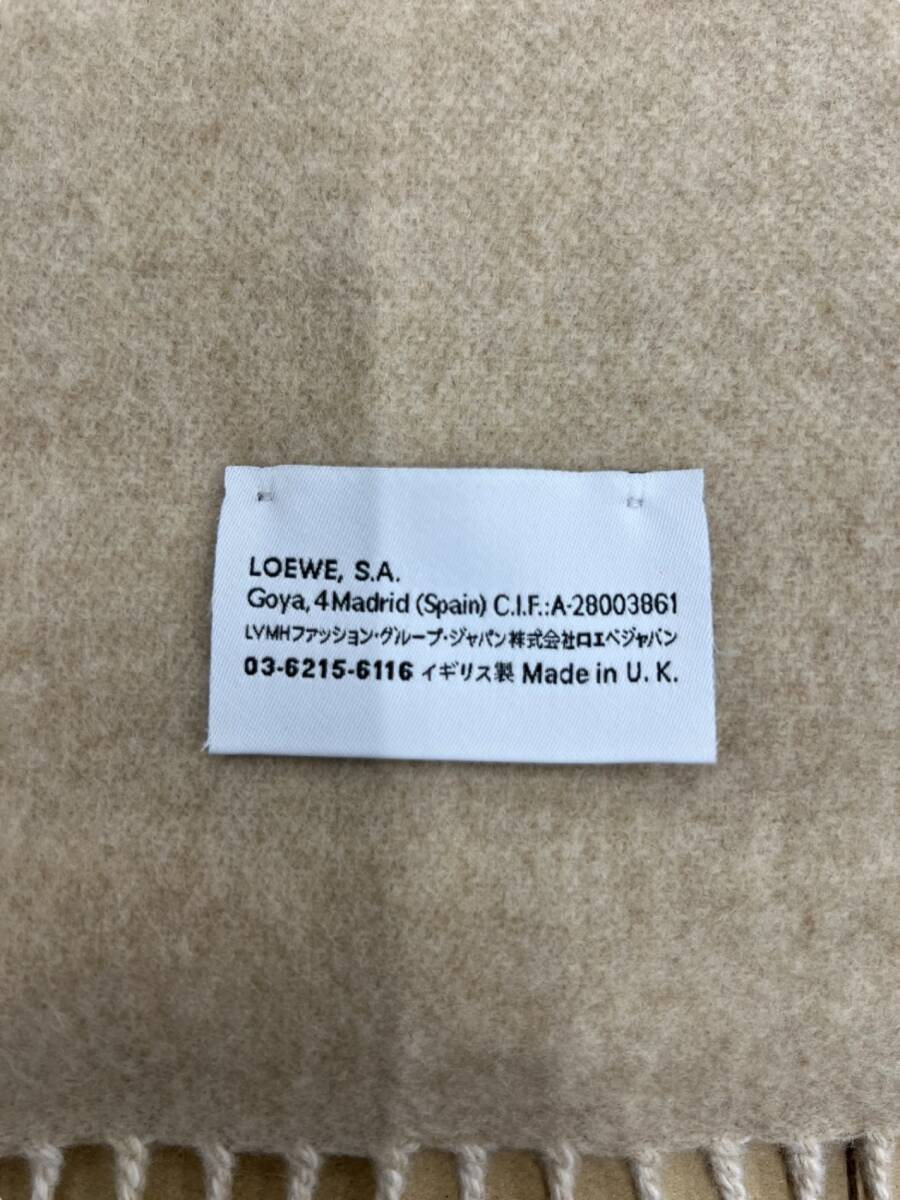 LOEWE, S.A.
Goya, 4 Madrid (Spain) C.I.F.:A-28003861
LVMHファッション・グループ・ジャパン株式会社ロエベジャパン
03-6215-6116 イギリス製 Made in U. K.